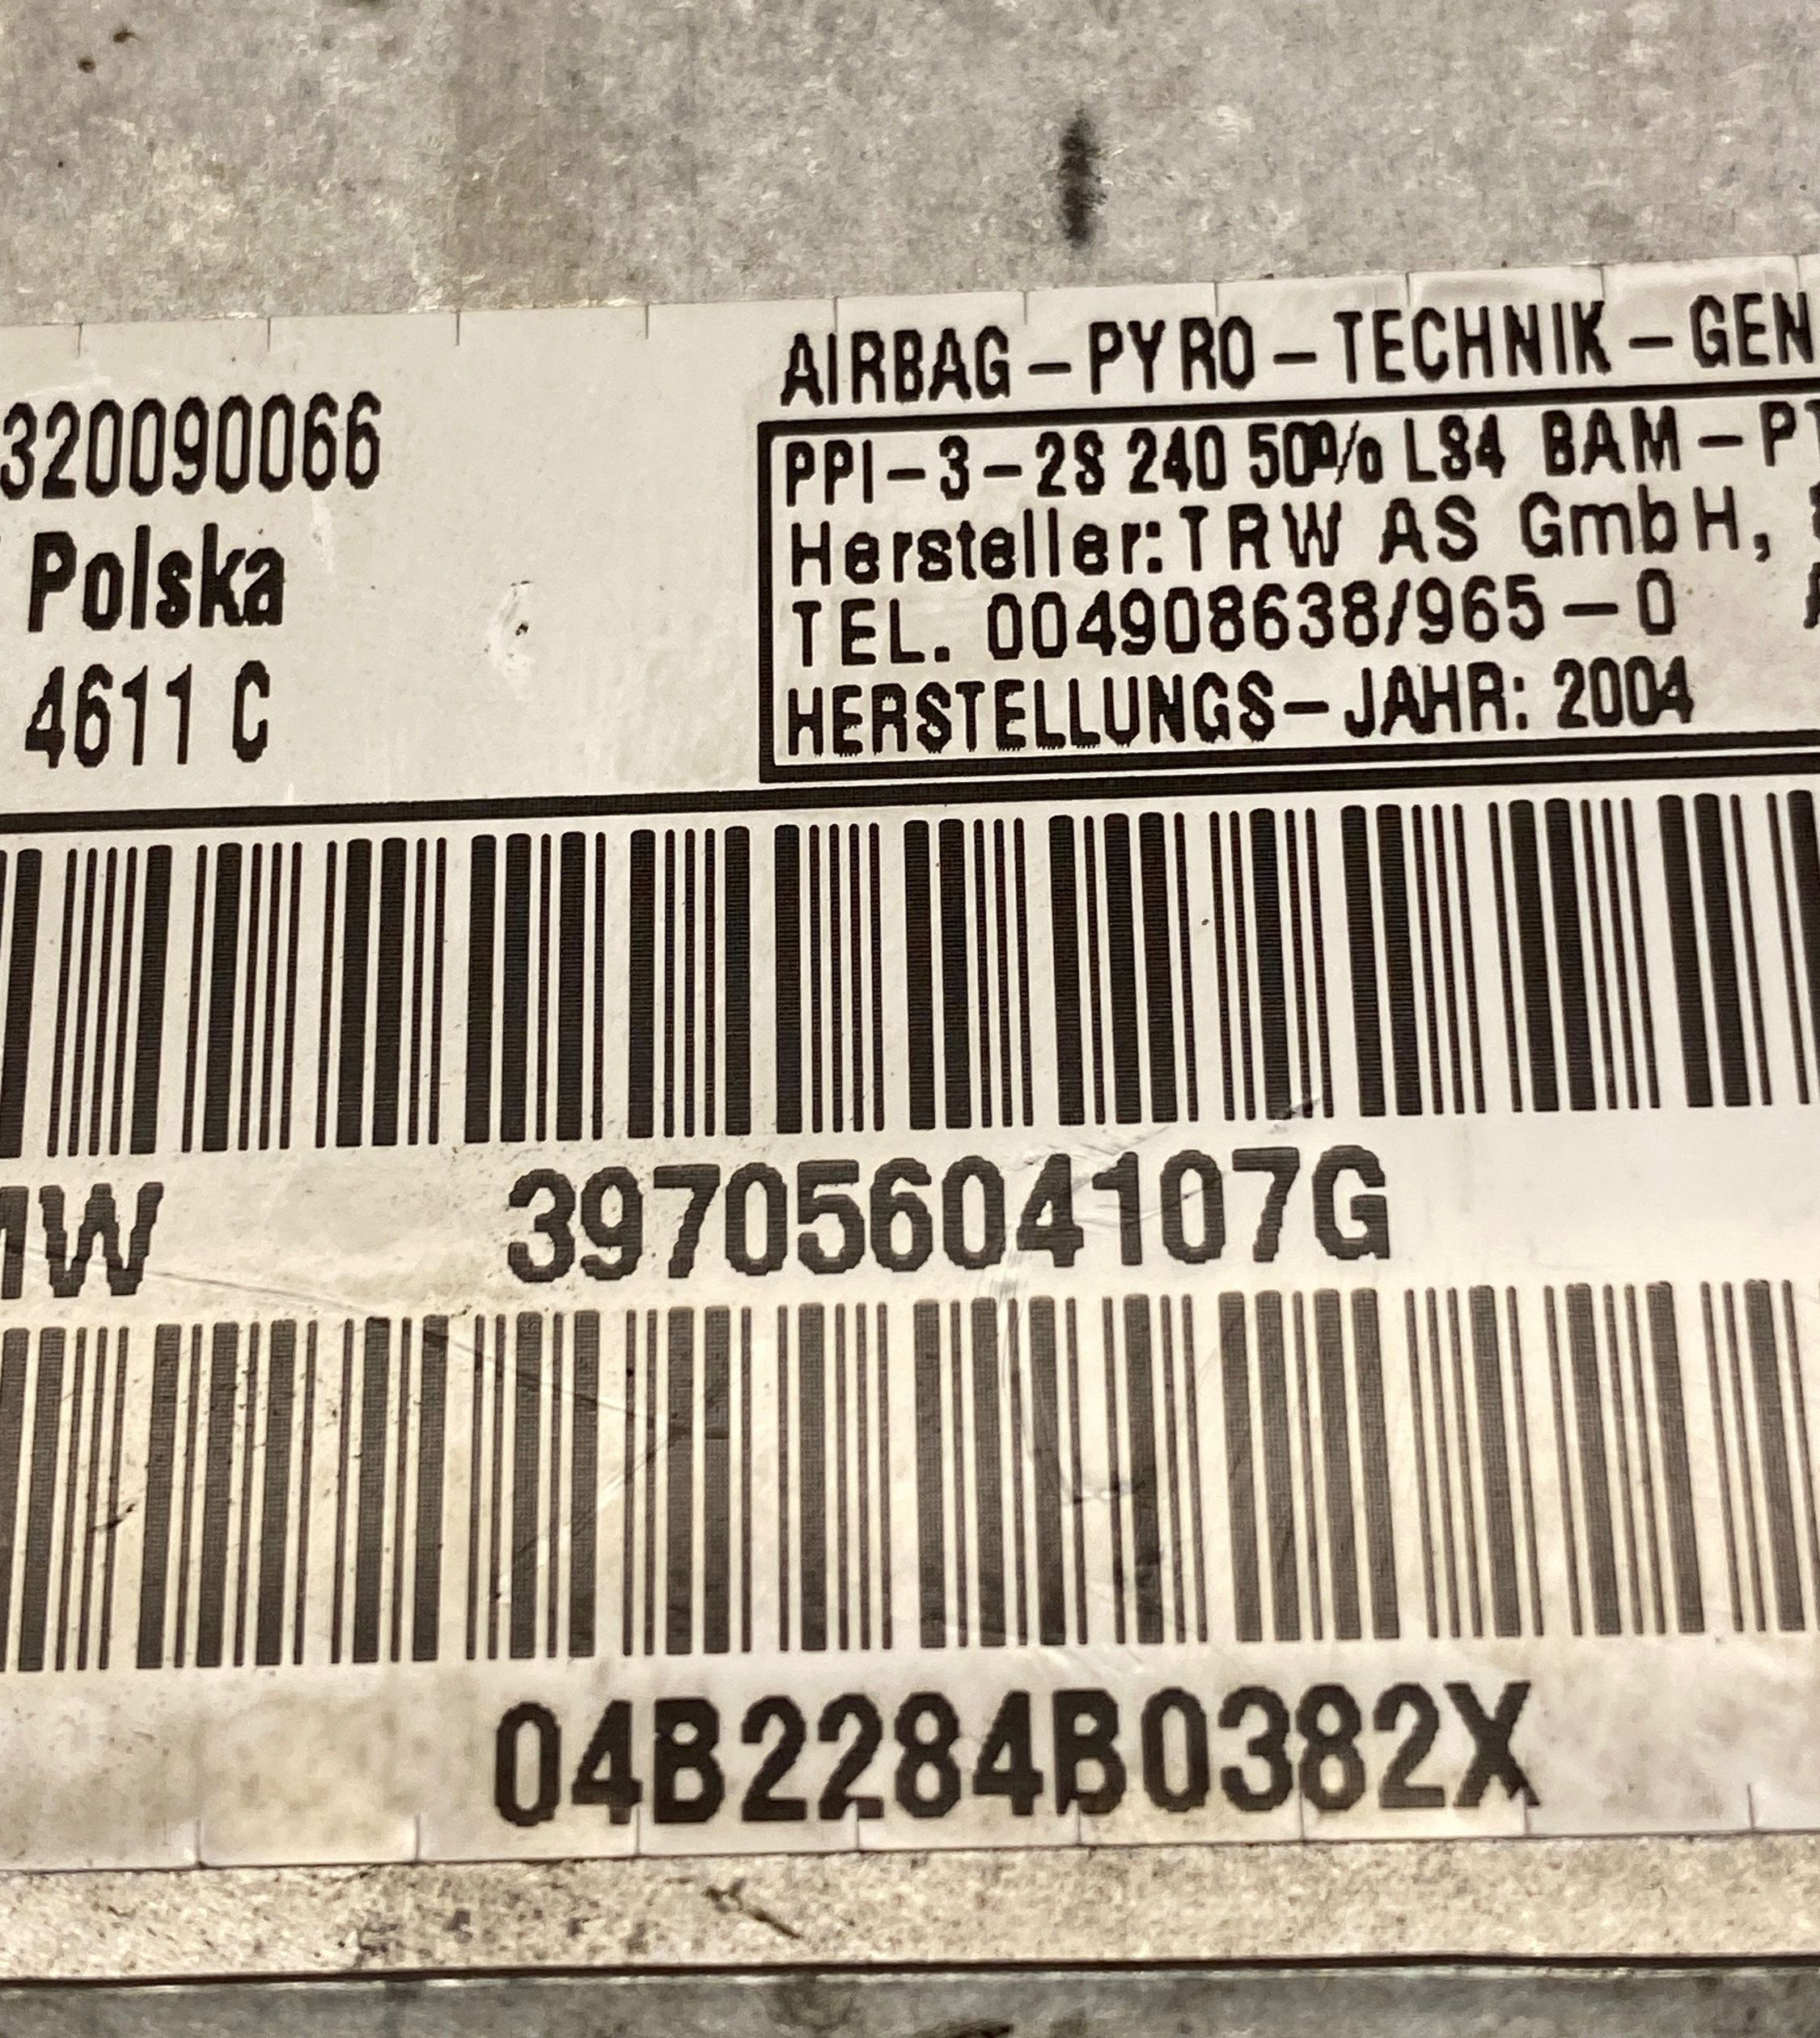 AIRBAG-PYRO-TECHNIK-GEN
320090066
PPI-3-2S 240 50% LS4 BAM-PT
Hersteller: TRW AS GmbH,
Polska
TEL. 004908638/965-0
4611 C
HERSTELLUNGS-JAHR: 2004
MW 39705604107G
04B2284B0382X